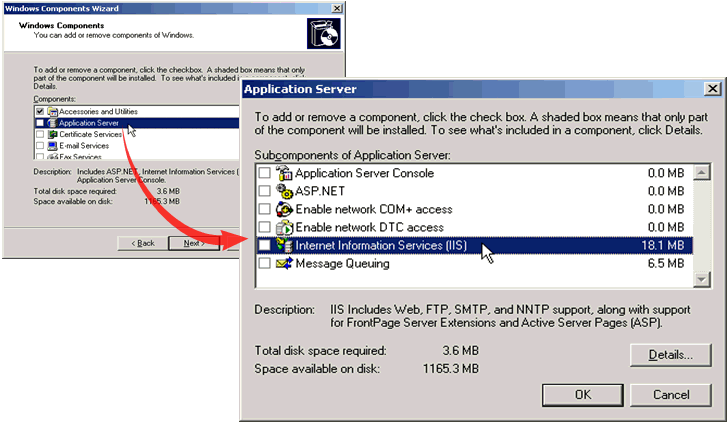 Windows Components Wizard
Windows Components
You can add or remove components of Windows.
To add or remove a component, click the checkbox. A shaded box means that only
part of the component will be installed. To see what's included
Details.
Components:
Accessories and Utilities
Application Server
Certificate Services
E-mail Services
Fax Services
Description: Includes ASP.NET, Internet Information Services (
Application Server Console.
Total disk space required: 3.6 MB
Space available on disk: 1165.3 MB
< Back Next >
Application Server
To add or remove a component, click the check box. A shaded box means that only part
of the component will be installed. To see what's included in a component, click Details.
Subcomponents of Application Server:
Application Server Console 0.0 MB
ASP.NET 0.0 MB
Enable network COM+ access 0.0 MB
Enable network DTC access 0.0 MB
Internet Information Services (IIS) 18.1 MB
Message Queuing 6.5 MB
Description: IIS Includes Web, FTP, SMTP, and NNTP support, along with support
for FrontPage Server Extensions and Active Server Pages (ASP).
Total disk space required: 3.6 MB
Space available on disk: 1165.3 MB
Details...
OK Cancel